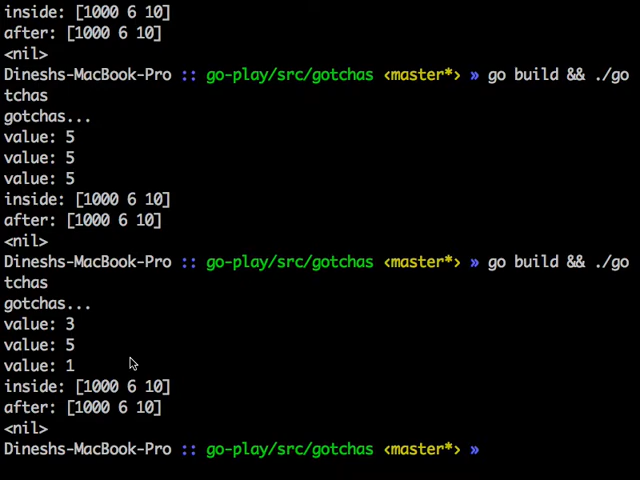 inside: [1000 6 10]
after: [1000 6 10]
<nil>
Dineshs-MacBook-Pro :: go-play/src/gotchas <master*> » go build && ./go
tchas
gotchas...
value: 5
value: 5
value: 5
inside: [1000 6 10]
after: [1000 6 10]
<nil>
Dineshs-MacBook-Pro :: go-play/src/gotchas <master*> » go build && ./go
tchas
gotchas...
value: 3
value: 5
value: 1
inside: [1000 6 10]
after: [1000 6 10]
<nil>
Dineshs-MacBook-Pro :: go-play/src/gotchas <master*> »